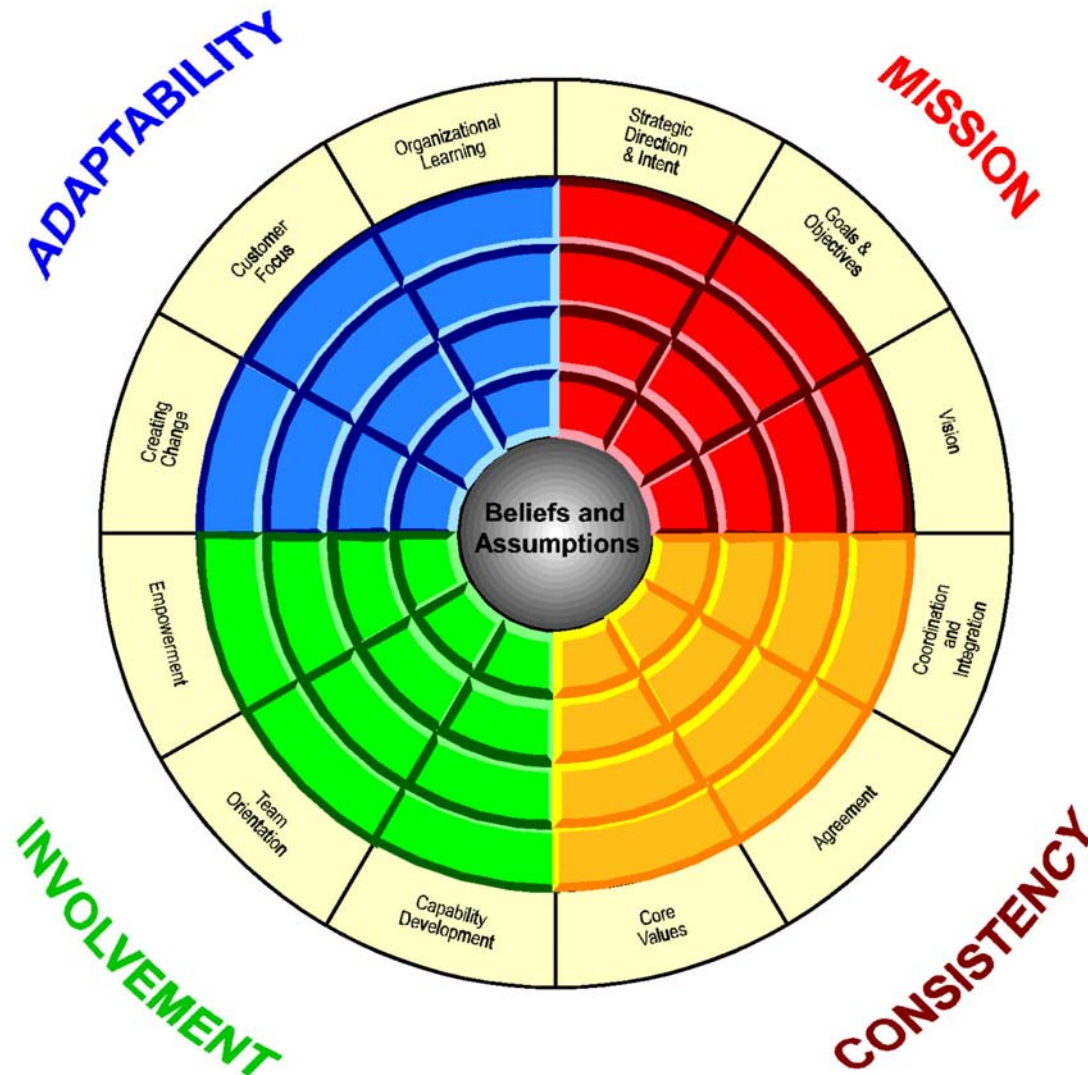 ADAPTABILITY
MISSION
Organizational
Learning
Strategic
Direction
& Intent
Customer
Focus
Goals &
Objectives
Creating
Change
Vision
Beliefs and
Assumptions
Empowerment
Coordination
and
Integration
Team
Orientation
Agreement
Capability
Development
Core
Values
INVOLVEMENT
CONSISTENCY